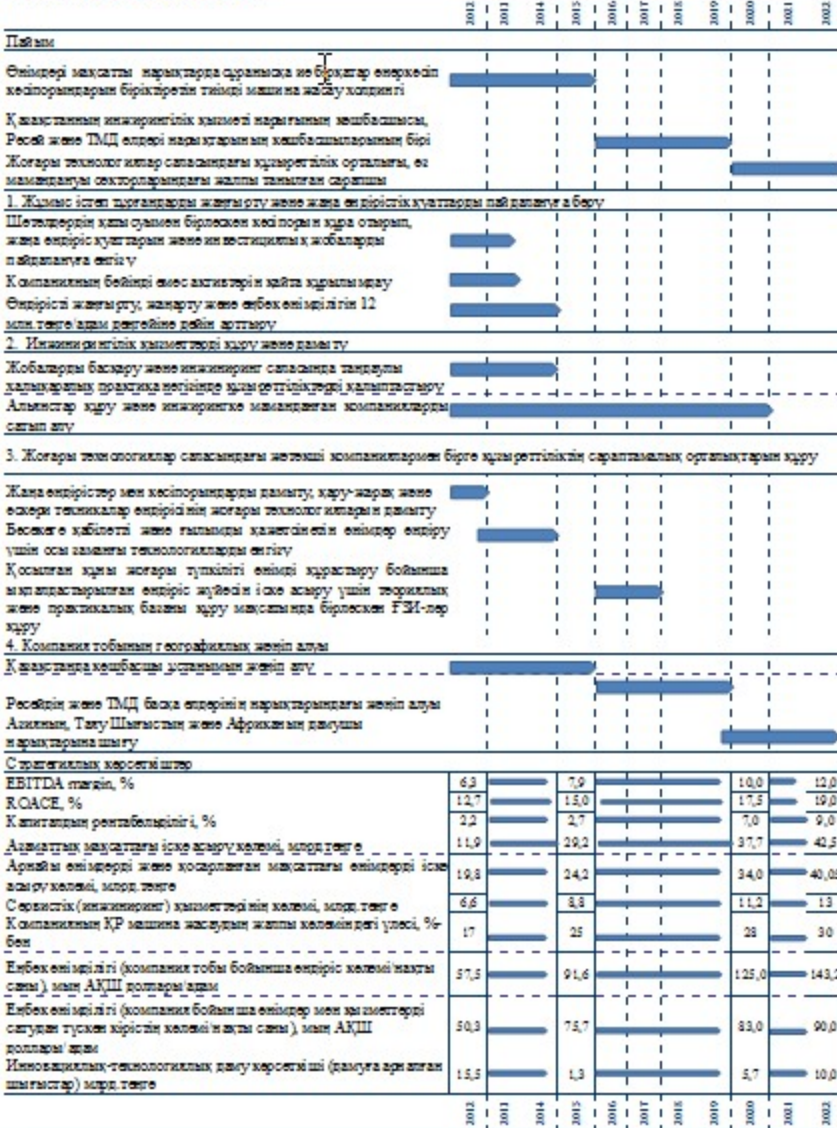 2012 2013 2014 2015 2016 2017 2018 2019 2020 2021 2022
Пайым
Өнімдері мақсатты нарықтарда сұранысқа ие бірқатар өнеркәсіп
кәсіпорындарын біріктіретін тиімді машина жасау холдингі
Қазақстанның инжирингілік қызметі нарығының көшбасшысы,
Ресей және ТМД елдері нарықтарының көшбасшыларының бірі
Жоғары технологиялар саласындағы құзыреттілік орталығы, өз
мамандануы секторларындағы жалпы танылған сарапшы
1. Жұмыс істеп тұрғандарды жаңғырту және жаңа өндірістік қуаттарды пайдалануға беру
Шетелдердің қатысуымен бірлескен кәсіпорын құра отырып,
жаңа өндіріс қуаттарын және инвестициялық жобаларды
пайдалануға енгізу
Компанияның бейінді емес активтерін қайта құрылымдау
Өндірісті жаңғырту, жаңарту және еңбек өнімділігін 12
млн.теңге/адам деңгейіне дейін арттыру
2. Инжинирингілік қызметтерді құру және дамыту
Жобаларды басқару және инжиниринг саласында таңдаулы
халықаралық практика негізінде құзыреттіліктерді қалыптастыру
Альянстар құру және инжирингке маманданған компанияларды
сатып алу
3. Жоғары технологиялар саласындағы жетекші компаниялармен бірге құзыреттіліктің сараптамалық орталықтарын құру
Жаңа өндірістер мен кәсіпорындарды дамыту, қару-жарақ және
әскери техникалар өндірісінің жоғары технологияларын дамыту
Бәсекеге қабілетті және ғылымды қажетсінетін өнімдер өндіру
үшін осы заманғы технологияларды енгізу
Қосылған құны жоғары түпкілікті өнімді құрастыру бойынша
ықпалдастырылған өндіріс жүйесін іске асыру үшін теориялық
және практикалық базаны құру мақсатында бірлескен ҒЗИ-лер
құру
4. Компания тобының географиялық жеңіп алуы
Қазақстанда көшбасшы ұстанымын жеңіп алу
Ресейдің және ТМД басқа елдерінің нарықтарындағы жеңіп алуы
Азияның, Таяу Шығыстың және Африканың дамушы
нарықтарына шығу
Стратегиялық көрсеткіштер
EBITDA margin, % 6,3 7,9 10,0 12,0
ROACE, % 12,7 15,0 17,5 19,0
Капиталдың рентабельділігі, % 2,2 2,7 7,0 9,0
Азаматтық мақсаттағы іске асыру көлемі, млрд.теңге 11,9 29,2 37,7 42,5
Арнайы өнімдерді және қосарланған мақсаттағы өнімдерді іске
асыру көлемі, млрд.теңге 19,8 24,2 34,0
Сервистік (инжиниринг) қызметтерінің көлемі, млрд.теңге 6,6 8,8 11,2 13
Компанияның ҚР машина жасаудың жалпы көлеміндегі үлесі, %-
бен 17 25 28 30
Еңбек өнімділігі (компания тобы бойынша өндіріс көлемі/нақты
саны), мың АҚШ доллары/адам 57,5 91,6 125,0 143,2
Еңбек өнімділігі (компания бойынша өнімдер мен қызметтерді
сатудан түскен кірістің көлемі/нақты саны), мың АҚШ
доллары/адам 50,3 75,7 83,0 90,0
Инновациялық-технологиялық даму көрсеткіші (дамуға арналған
шығыстар) млрд.теңге 15,5 1,3 5,7 10,0
2012 2013 2014 2015 2016 2017 2018 2019 2020 2021 2022